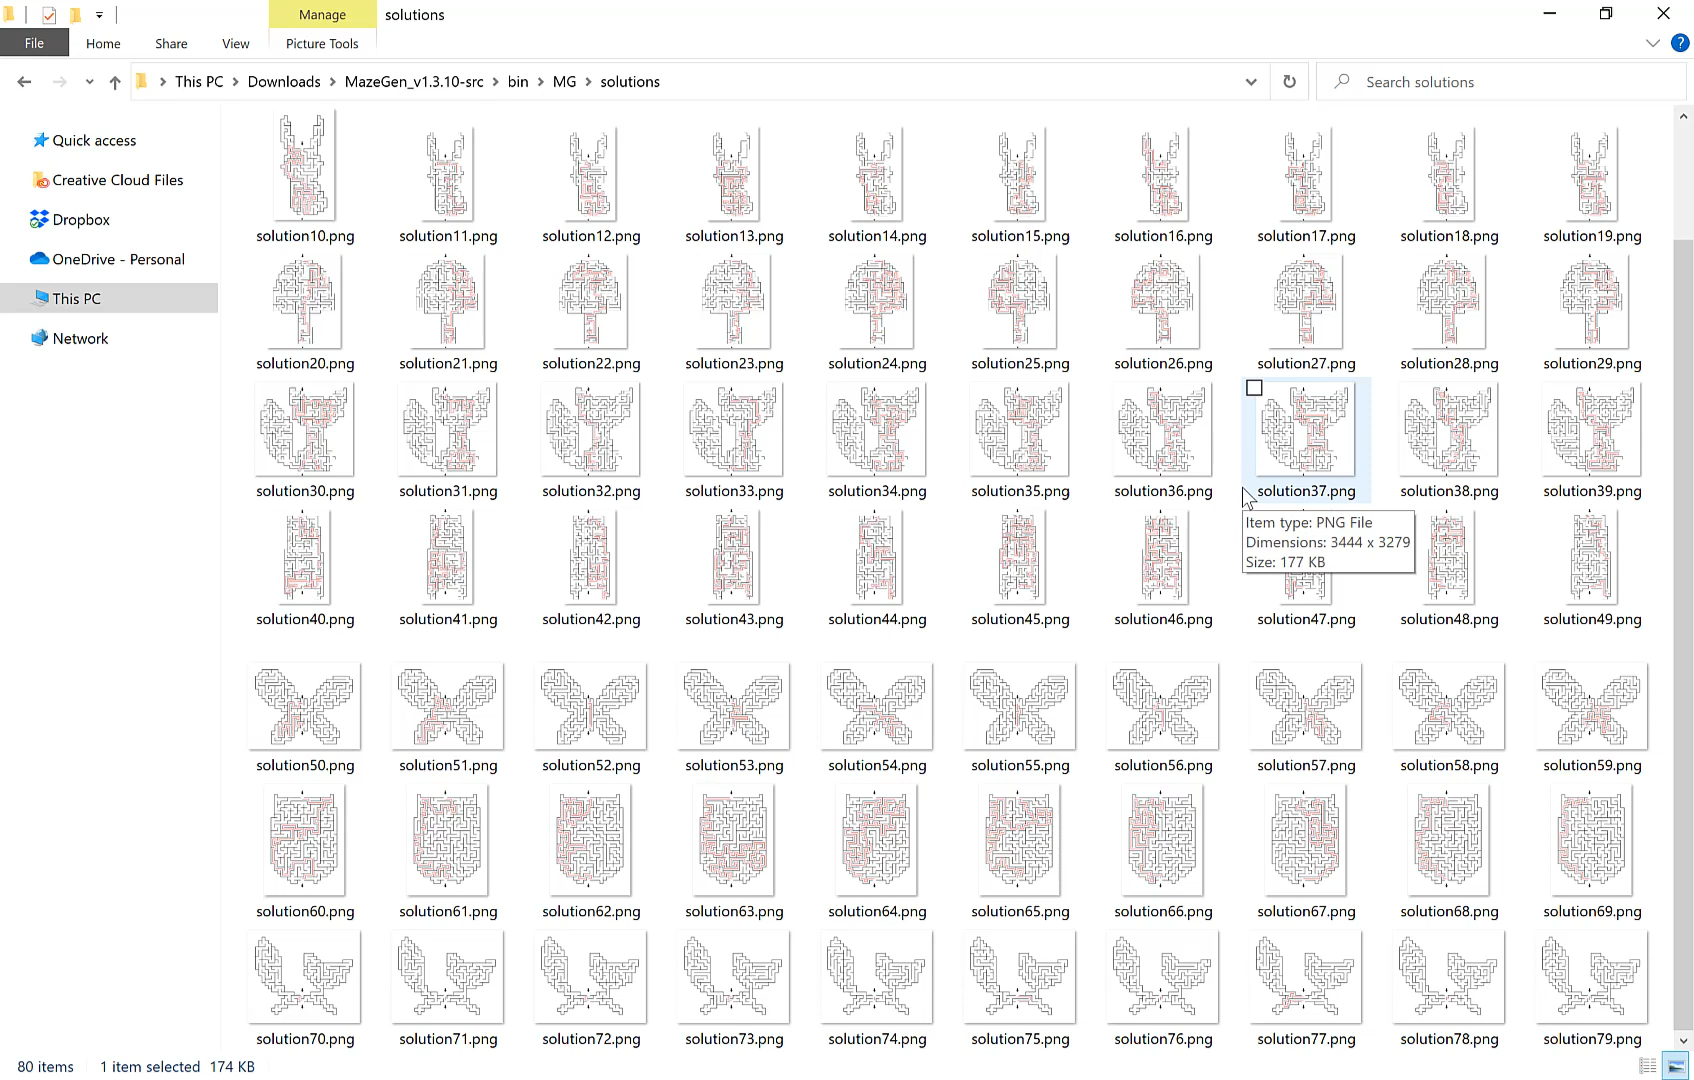 Manage
solutions
File
Home
Share
View
Picture Tools
This PC
Downloads
MazeGen_v1.3.10-src
bin
MG
solutions
Search solutions
Quick access
Creative Cloud Files
Dropbox
OneDrive - Personal
This PC
Network
solution10.png
solution11.png
solution12.png
solution13.png
solution14.png
solution15.png
solution16.png
solution17.png
solution18.png
solution19.png
solution20.png
solution21.png
solution22.png
solution23.png
solution24.png
solution25.png
solution26.png
solution27.png
solution28.png
solution29.png
solution30.png
solution31.png
solution32.png
solution33.png
solution34.png
solution35.png
solution36.png
solution37.png
solution38.png
solution39.png
Item type: PNG File
Dimensions: 3444 x 3279
Size: 177 KB
solution40.png
solution41.png
solution42.png
solution43.png
solution44.png
solution45.png
solution46.png
solution47.png
solution48.png
solution49.png
solution50.png
solution51.png
solution52.png
solution53.png
solution54.png
solution55.png
solution56.png
solution57.png
solution58.png
solution59.png
solution60.png
solution61.png
solution62.png
solution63.png
solution64.png
solution65.png
solution66.png
solution67.png
solution68.png
solution69.png
solution70.png
solution71.png
solution72.png
solution73.png
solution74.png
solution75.png
solution76.png
solution77.png
solution78.png
solution79.png
80 items
1 item selected 174 KB